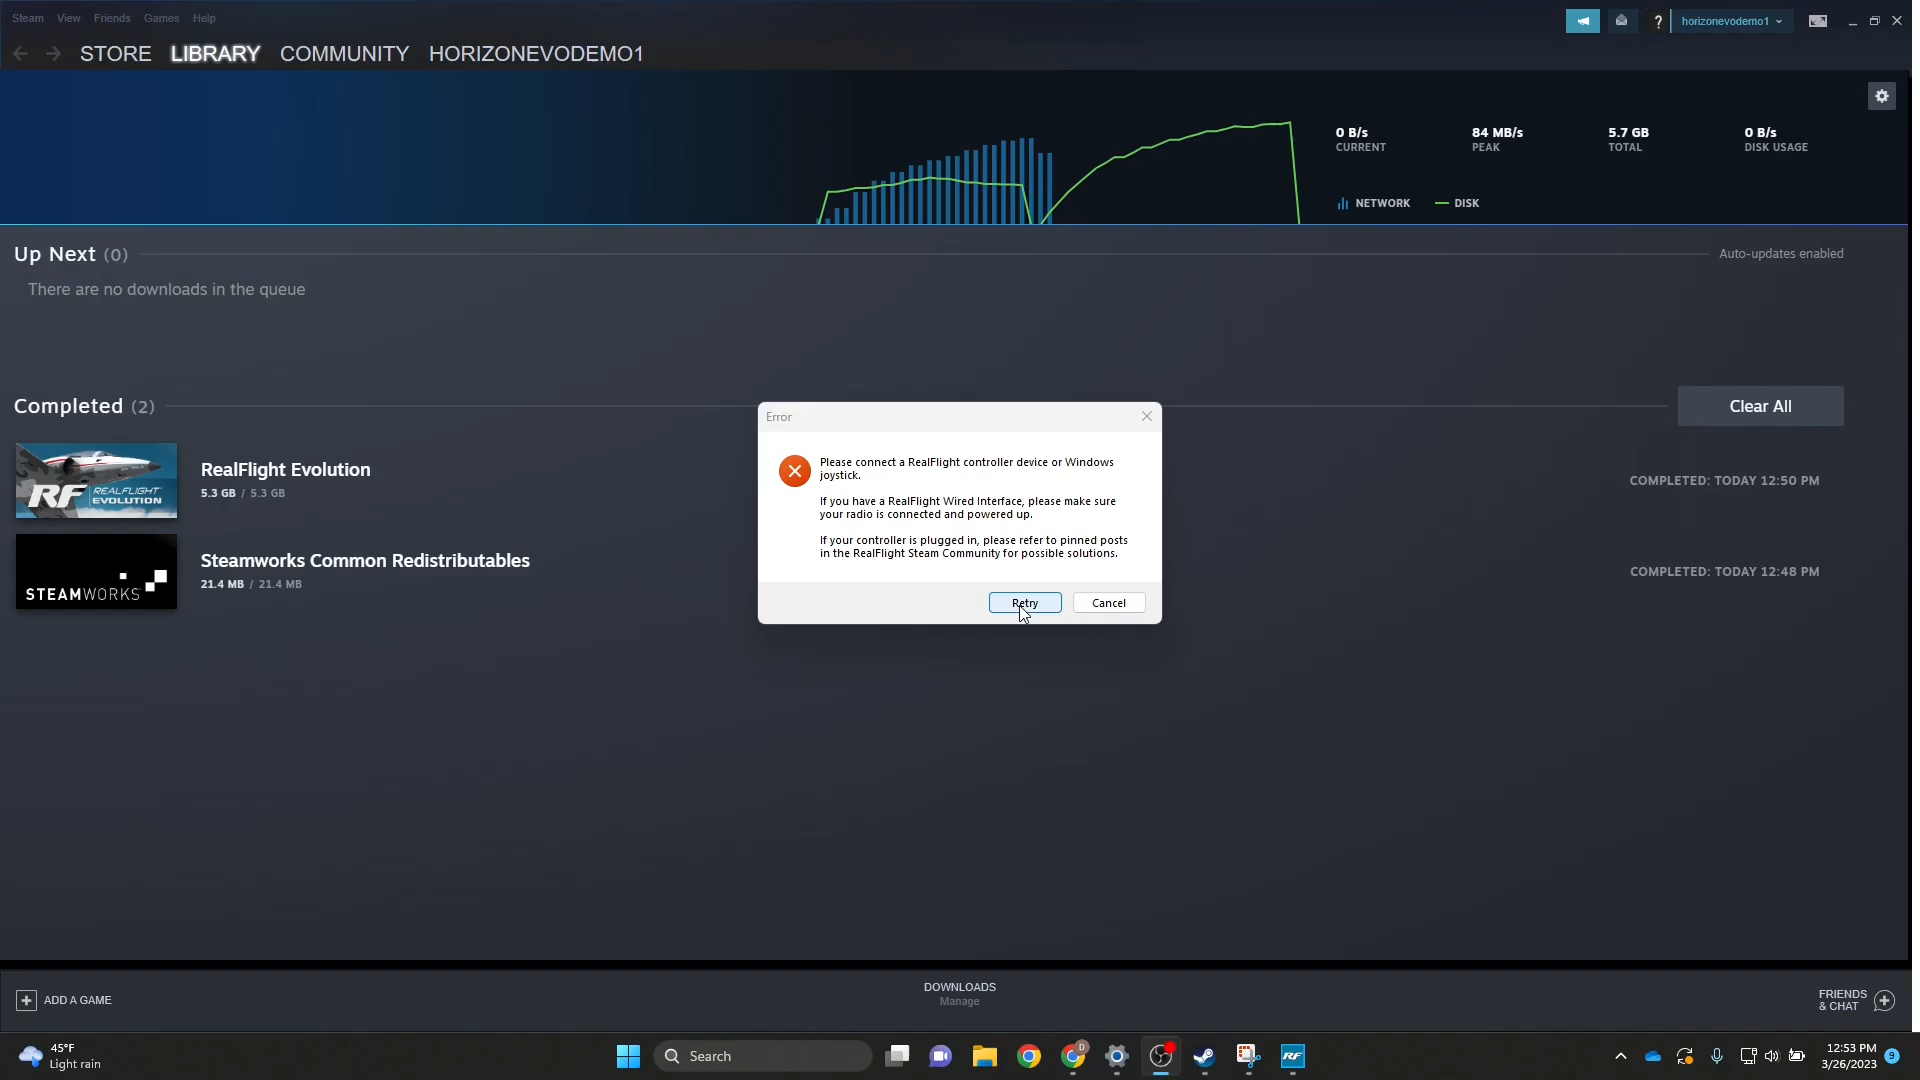 Steam View Friends Games Help
? horizonevodemo1
STORE LIBRARY COMMUNITY HORIZONEVODEMO1
0 B/s 84 MB/s 5.7 GB 0 B/s
CURRENT PEAK TOTAL DISK USAGE
NETWORK DISK
Up Next (0) Auto-updates enabled
There are no downloads in the queue
Completed (2) Clear All
RF REALFLIGHT EVOLUTION
RealFlight Evolution
5.3 GB / 5.3 GB
COMPLETED: TODAY 12:50 PM
STEAMWORKS
Steamworks Common Redistributables
21.4 MB / 21.4 MB
COMPLETED: TODAY 12:48 PM
Error
Please connect a RealFlight controller device or Windows
joystick.
If you have a RealFlight Wired Interface, please make sure
your radio is connected and powered up.
If your controller is plugged in, please refer to pinned posts
in the RealFlight Steam Community for possible solutions.
Retry Cancel
ADD A GAME
DOWNLOADS
Manage
FRIENDS
& CHAT
45°F
Light rain
Search
D
RF
12:53 PM
3/26/2023
9